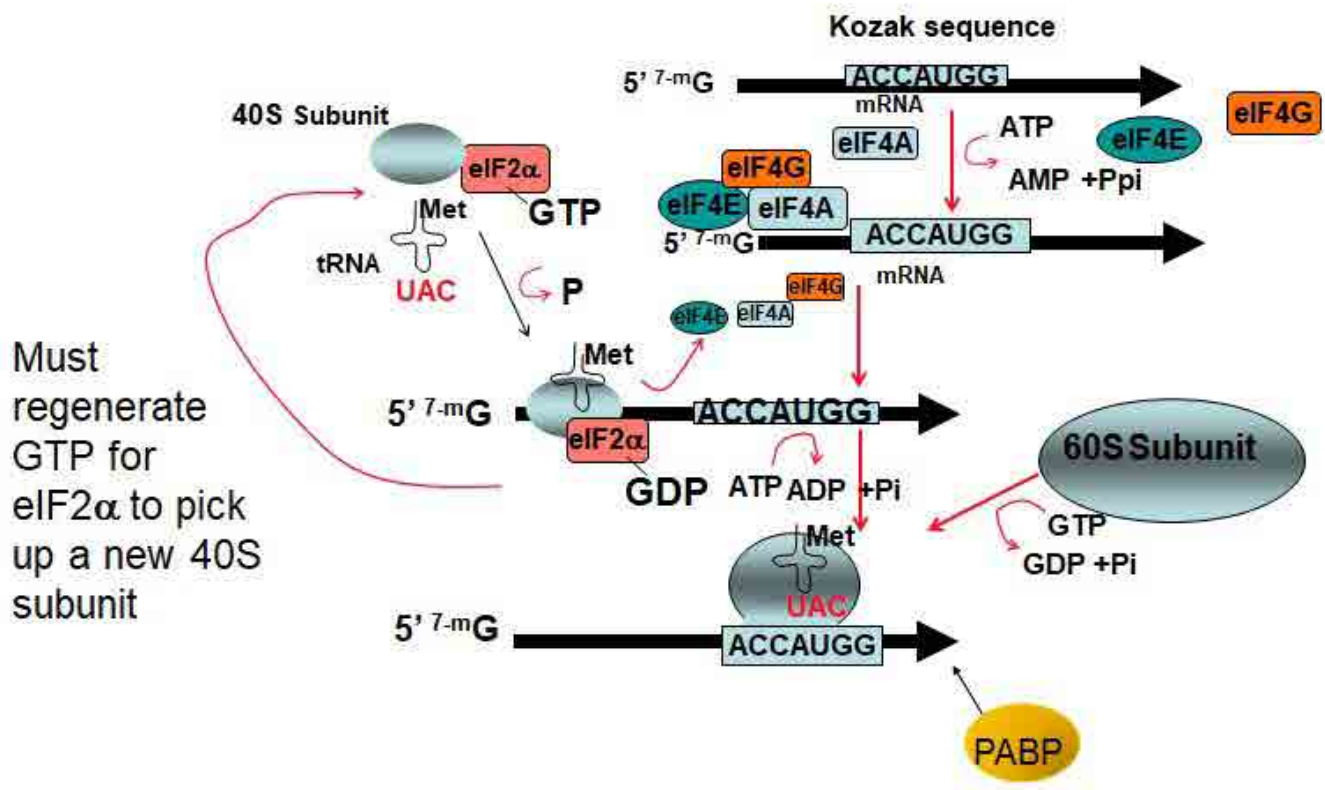 Kozak sequence
5' 7-mG
ACCAUGG
mRNA
eIF4G
eIF4E
eIF4A
ATP
AMP +Ppi
40S Subunit
eIF2α
GTP
Met
tRNA
UAC
P
eIF4G
eIF4E
eIF4A
5' 7-mG
ACCAUGG
mRNA
eIF4G
eIF4E
eIF4A
Must
regenerate
GTP for
eIF2α to pick
up a new 40S
subunit
Met
5' 7-mG
ACCAUGG
eIF2α
GDP
ATP ADP +Pi
60S Subunit
GTP
GDP +Pi
Met
UAC
5' 7-mG
ACCAUGG
PABP